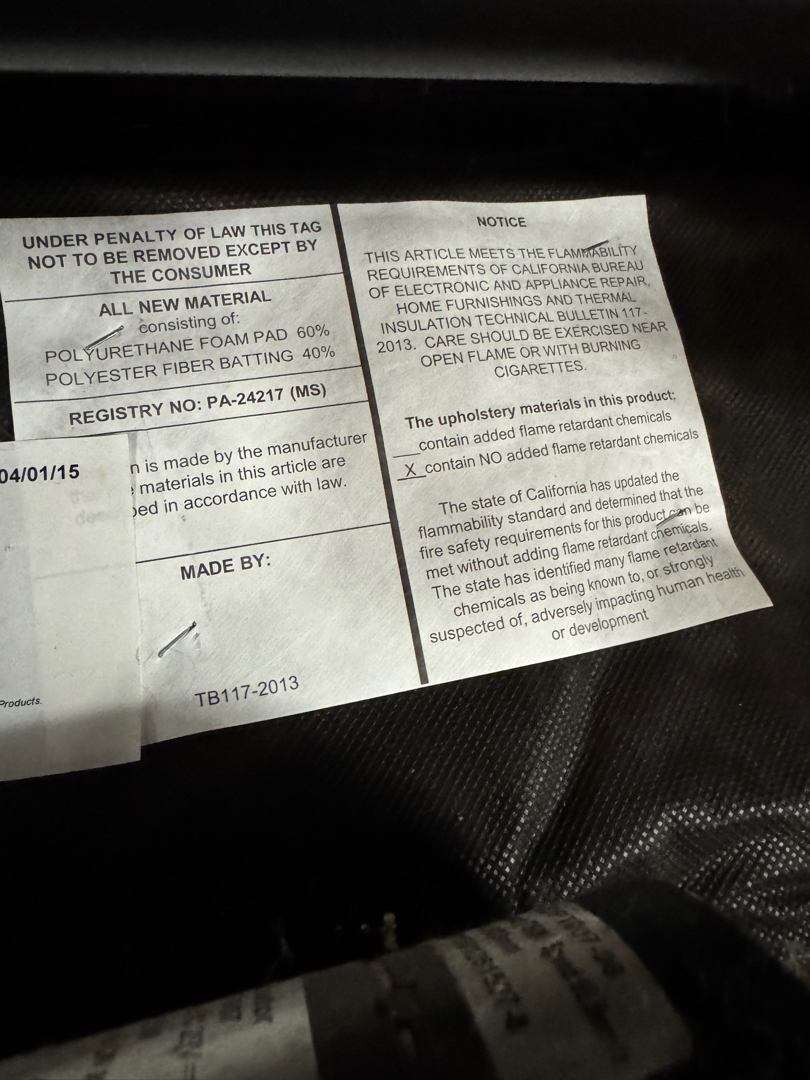 UNDER PENALTY OF LAW THIS TAG
NOT TO BE REMOVED EXCEPT BY
THE CONSUMER
ALL NEW MATERIAL
consisting of:
POLYURETHANE FOAM PAD 60%
POLYESTER FIBER BATTING 40%
REGISTRY NO: PA-24217 (MS)
is made by the manufacturer
materials in this article are
in accordance with law.
MADE BY:
TB117-2013
04/01/15
Products.
NOTICE
THIS ARTICLE MEETS THE FLAMMABILITY
REQUIREMENTS OF CALIFORNIA BUREAU
OF ELECTRONIC AND APPLIANCE REPAIR,
HOME FURNISHINGS AND THERMAL
INSULATION TECHNICAL BULLETIN 117-
2013. CARE SHOULD BE EXERCISED NEAR
OPEN FLAME OR WITH BURNING
CIGARETTES.
The upholstery materials in this product:
___contain added flame retardant chemicals
_X_contain NO added flame retardant chemicals
The state of California has updated the
flammability standard and determined that the
fire safety requirements for this product can be
met without adding flame retardant chemicals.
The state has identified many flame retardant
chemicals as being known to, or strongly
suspected of, adversely impacting human health
or development